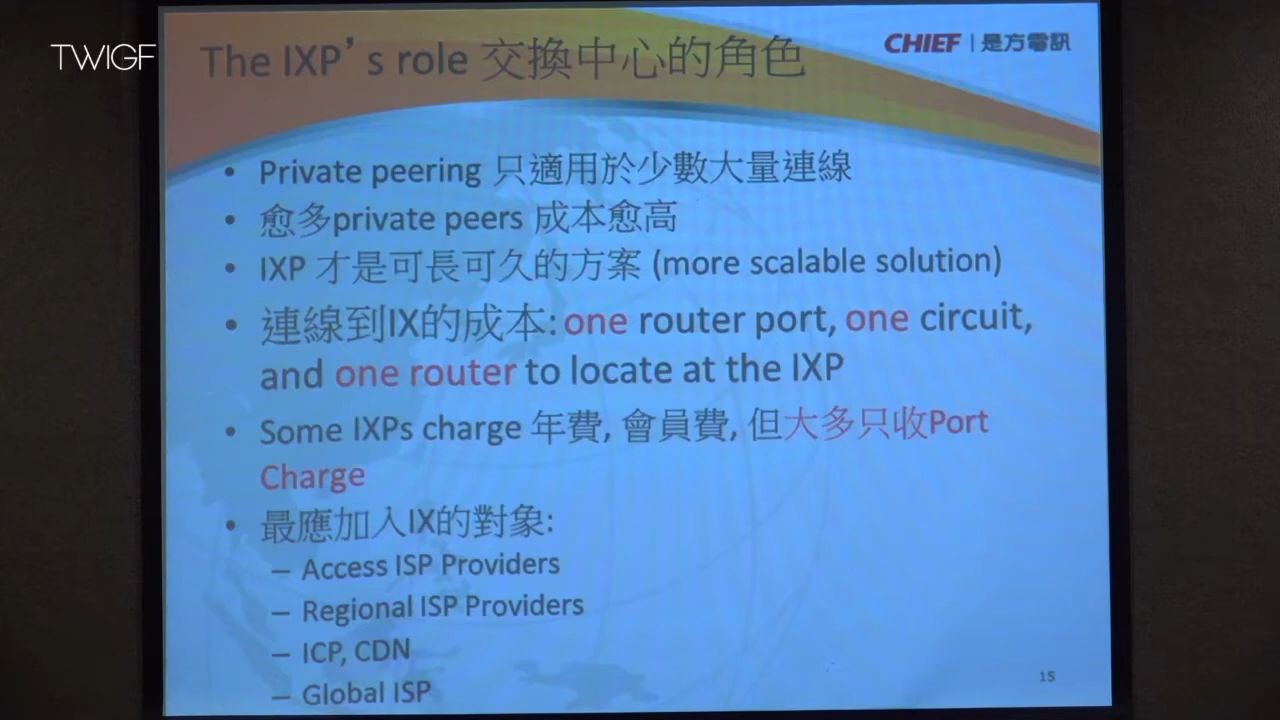 TWIGF
The IXP's role 交換中心的角色
CHIEF | 是方電訊
• Private peering 只適用於少數大量連線
• 愈多private peers 成本愈高
• IXP 才是可長可久的方案 (more scalable solution)
• 連線到IX的成本: one router port, one circuit,
and one router to locate at the IXP
• Some IXPs charge 年費, 會員費, 但大多只收Port
Charge
• 最應加入IX的對象:
– Access ISP Providers
– Regional ISP Providers
– ICP, CDN
– Global ISP
15